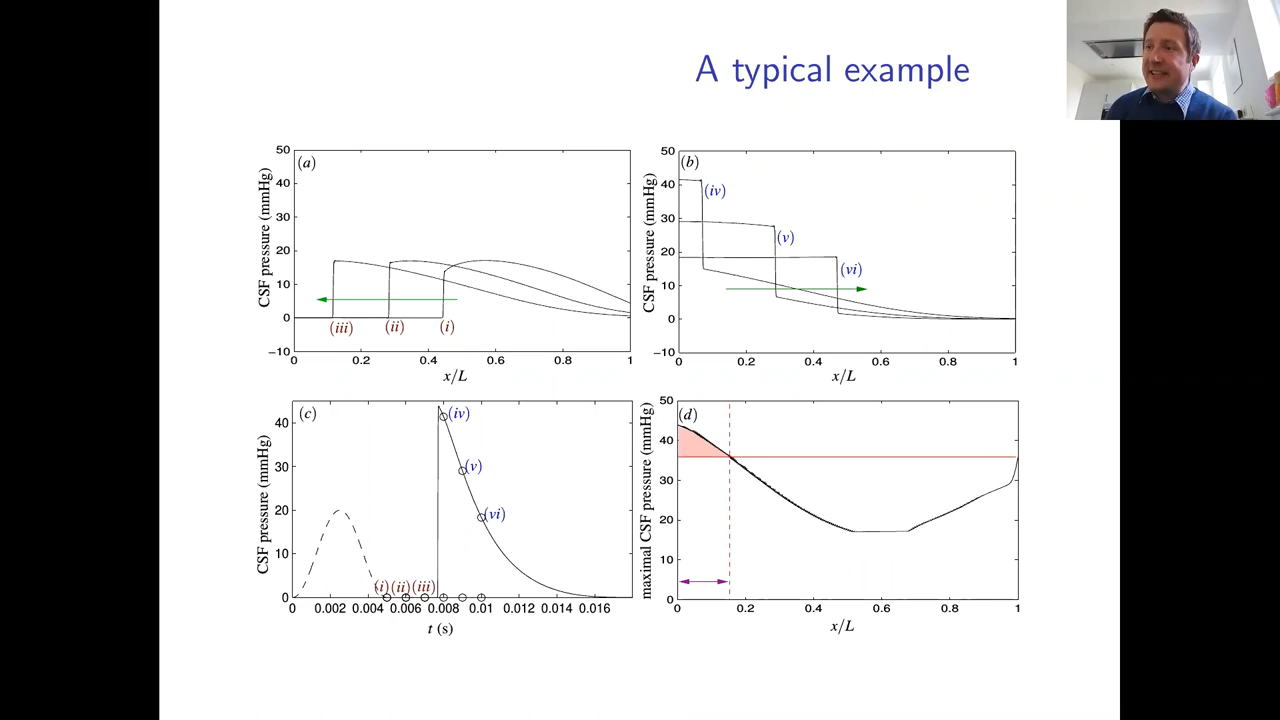 A typical example
(a)
50
40
30
20
10
0
−10
CSF pressure (mmHg)
(iii) (ii) (i)
0 0.2 0.4 0.6 0.8 1
x/L
(b)
50
40
30
20
10
0
−10
CSF pressure (mmHg)
(iv)
(v)
(vi)
0 0.2 0.4 0.6 0.8 1
x/L
(c)
40
30
20
10
0
CSF pressure (mmHg)
(iv)
(v)
(vi)
(i) (ii) (iii)
0 0.002 0.004 0.006 0.008 0.01 0.012 0.014 0.016
t (s)
(d)
50
40
30
20
10
0
maximal CSF pressure (mmHg)
0 0.2 0.4 0.6 0.8 1
x/L